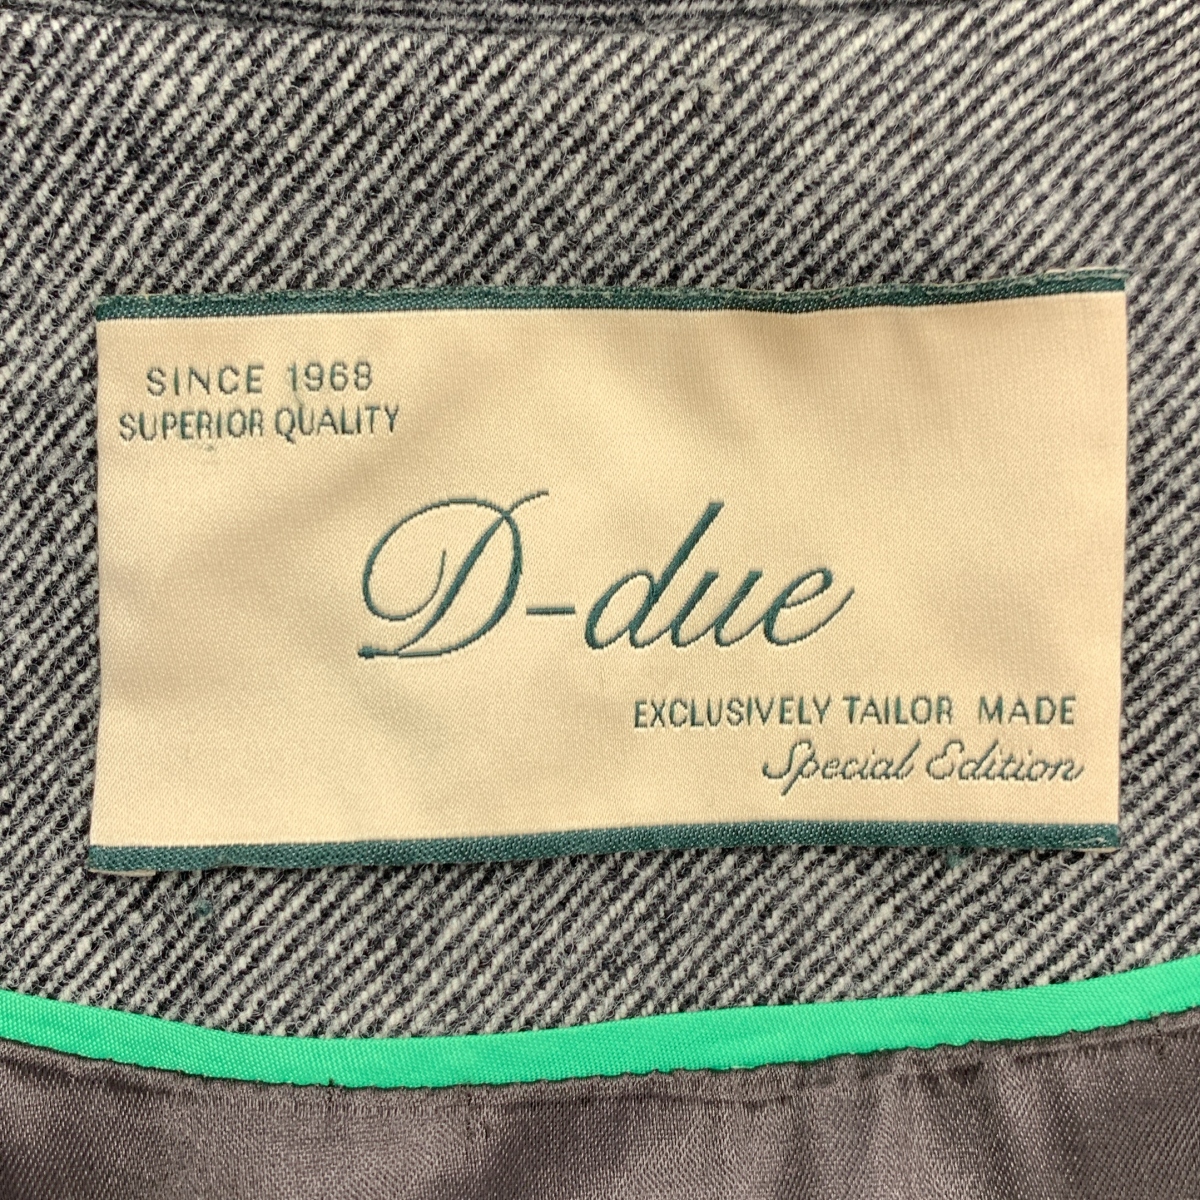 SINCE 1968
SUPERIOR QUALITY
D-due
EXCLUSIVELY TAILOR MADE
Special Edition